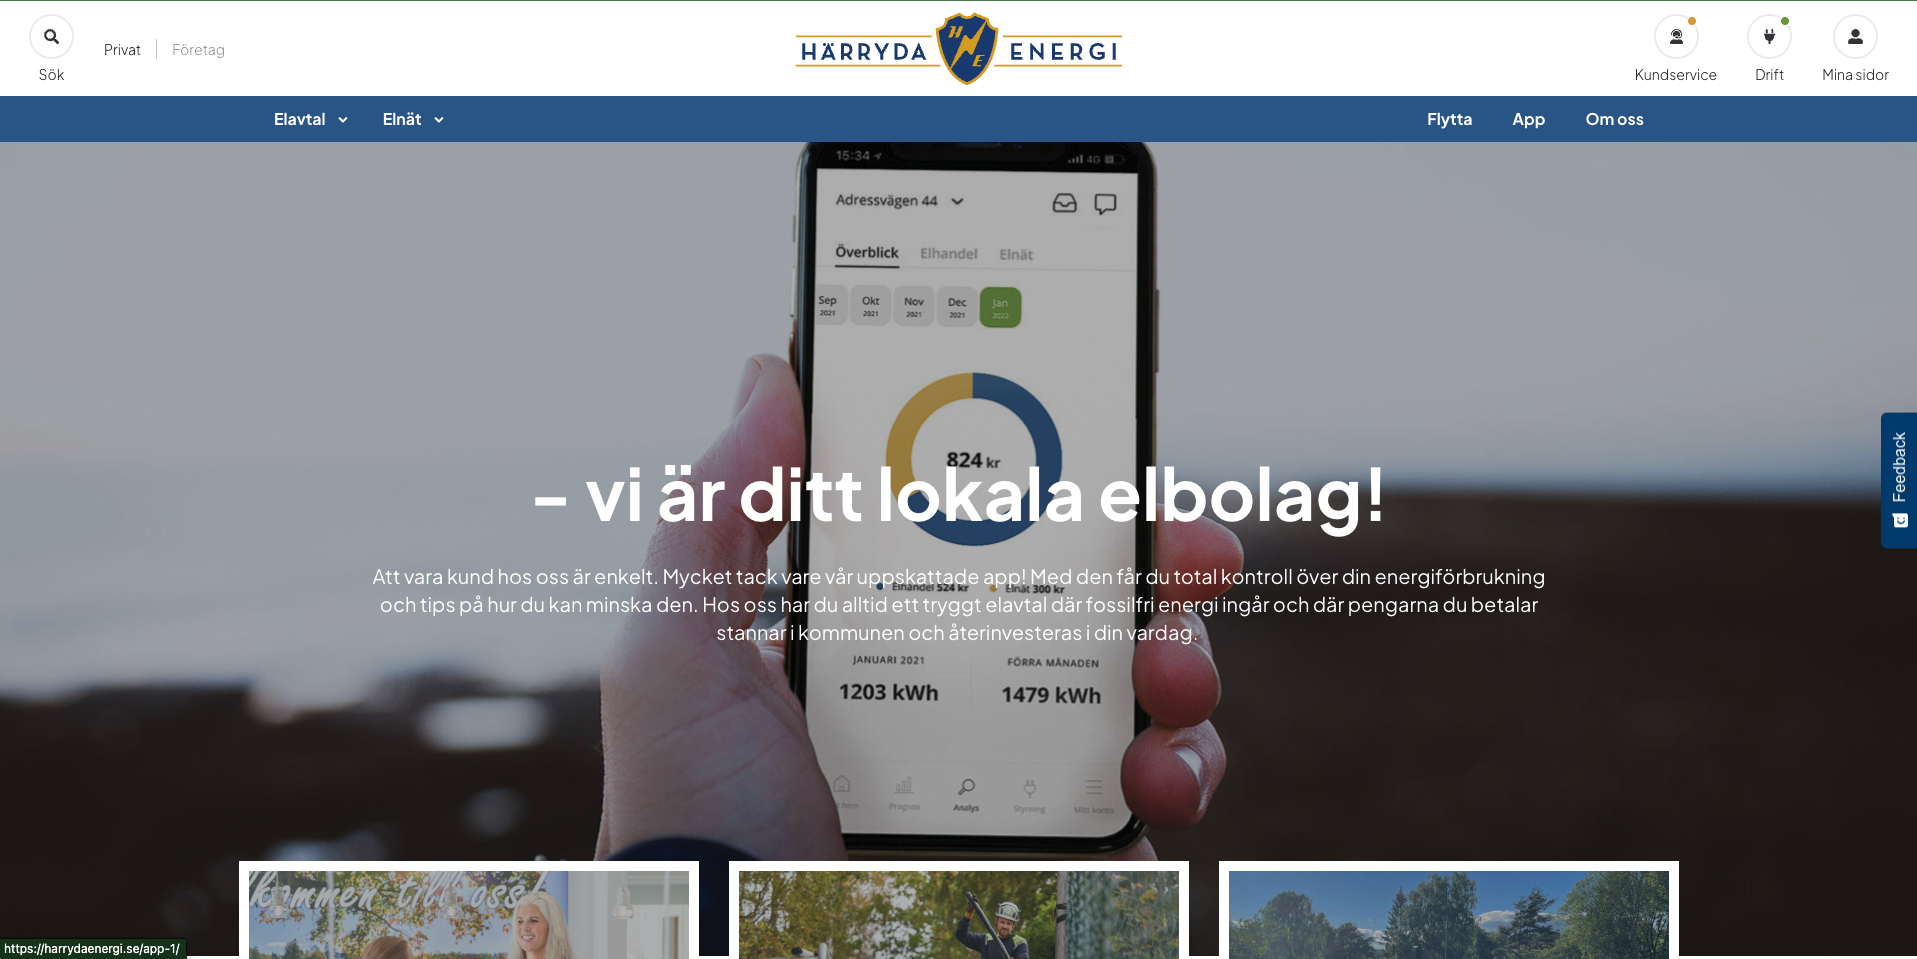 Sök
Privat
Företag
HÄRRYDA
HE
ENERGI
Kundservice
Drift
Mina sidor
Elavtal
Elnät
Flytta
App
Om oss
15:34
4G
Adressvägen 44
Överblick
Elhandel
Elnät
Sep
2021
Okt
2021
Nov
2021
Dec
2021
Jan
2022
824 kr
– vi är ditt lokala elbolag!
Att vara kund hos oss är enkelt. Mycket tack vare vår uppskattade app! Med den får du total kontroll över din energiförbrukning
och tips på hur du kan minska den. Hos oss har du alltid ett tryggt elavtal där fossilfri energi ingår och där pengarna du betalar
stannar i kommunen och återinvesteras i din vardag.
Elhandel 524 kr
Elnät 300 kr
JANUARI 2021
1203 kWh
FÖRRA MÅNADEN
1479 kWh
hem
Prognos
Analys
Styrning
Mitt konto
Feedback
kommen till oss!
https://harrydaenergi.se/app-1/